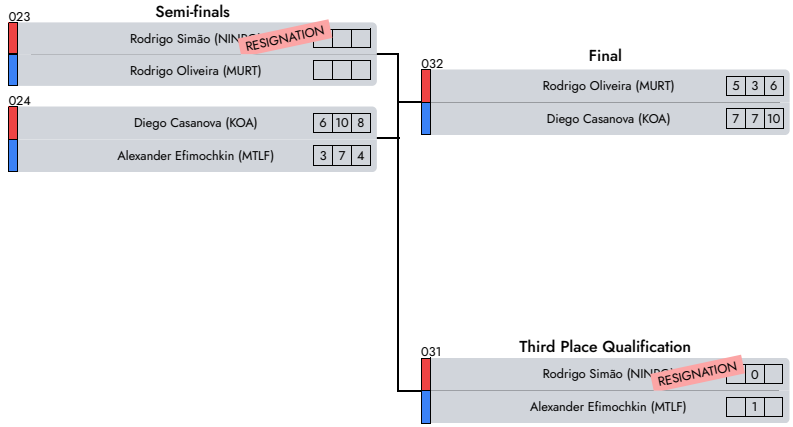 Semi-finals
023
Rodrigo Simão
RESIGNATION
Rodrigo Oliveira (MURT)
024
Diego Casanova (KOA) 6 10 8
Alexander Efimochkin (MTLF) 3 7 4
Final
032
Rodrigo Oliveira (MURT) 5 3 6
Diego Casanova (KOA) 7 7 10
Third Place Qualification
031
Rodrigo Simão 0
RESIGNATION
Alexander Efimochkin (MTLF) 1